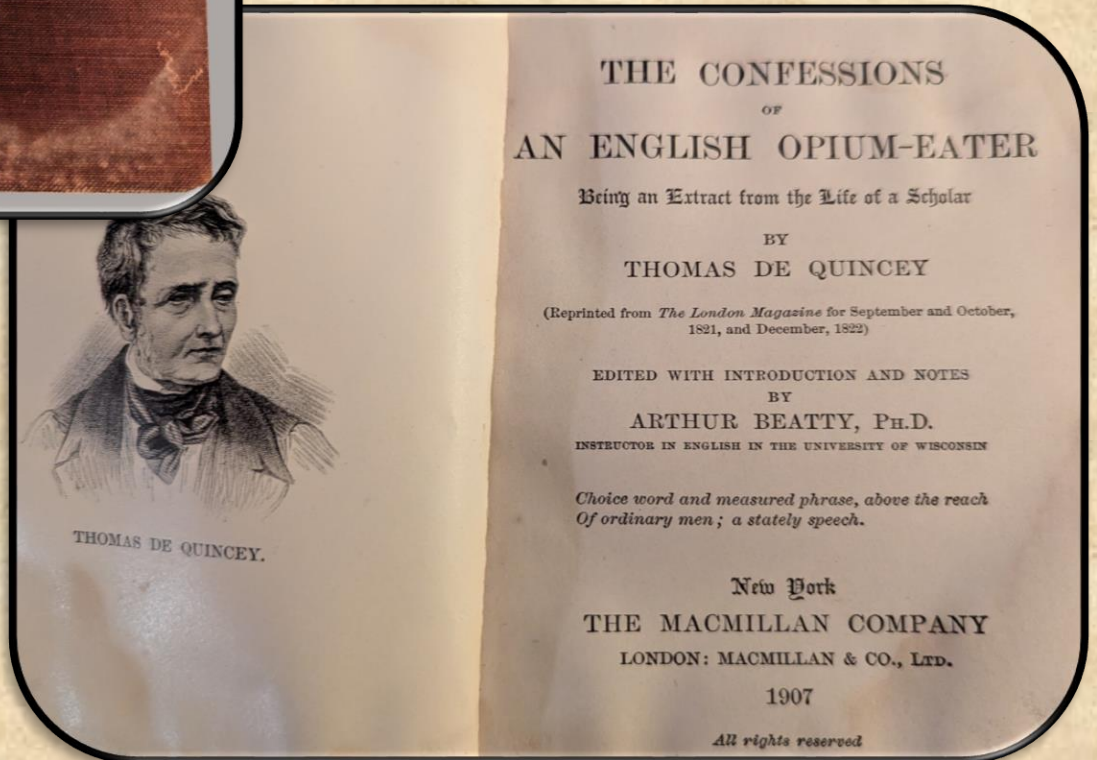 THOMAS DE QUINCEY.
THE CONFESSIONS
OF
AN ENGLISH OPIUM-EATER
Being an Extract from the Life of a Scholar
BY
THOMAS DE QUINCEY
(Reprinted from The London Magazine for September and October,
1821, and December, 1822)
EDITED WITH INTRODUCTION AND NOTES
BY
ARTHUR BEATTY, PH.D.
INSTRUCTOR IN ENGLISH IN THE UNIVERSITY OF WISCONSIN
Choice word and measured phrase, above the reach
Of ordinary men; a stately speech.
New York
THE MACMILLAN COMPANY
LONDON: MACMILLAN & CO., LTD.
1907
All rights reserved